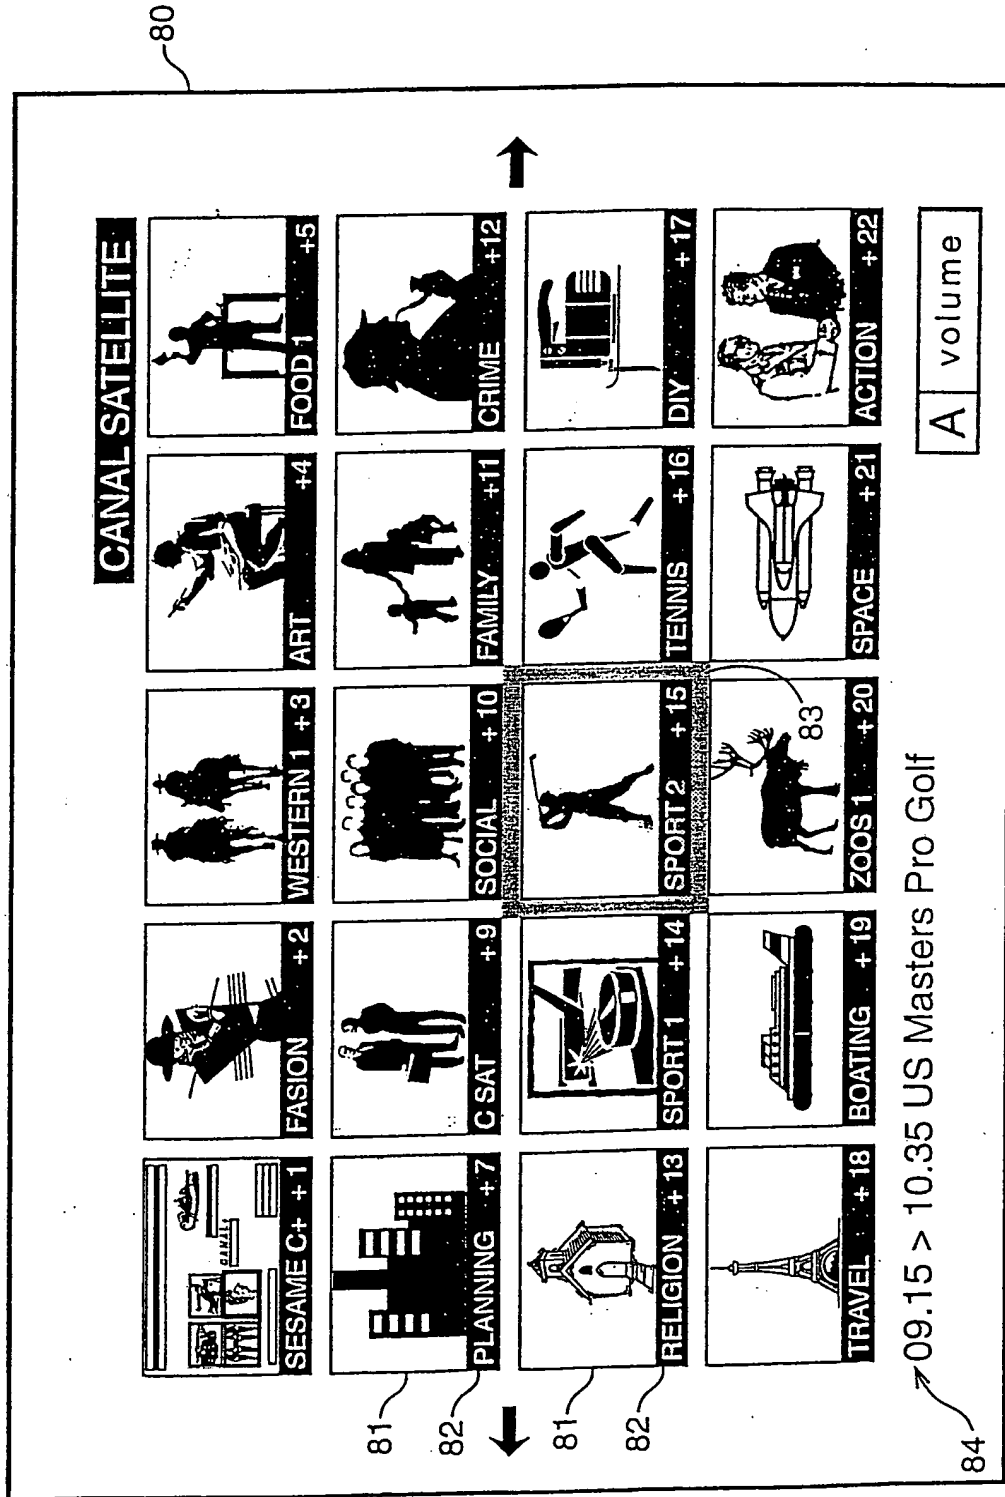 80
CANAL SATELLITE
SESAME C+ +1
FASION +2
WESTERN 1 +3
ART +4
FOOD 1 +5
81
82
PLANNING +7
C SAT +9
SOCIAL +10
FAMILY +11
CRIME +12
81
82
RELIGION +13
SPORT 1 +14
SPORT 2 +15
TENNIS +16
DIY +17
TRAVEL +18
BOATING +19
ZOOS 1 +20
SPACE +21
ACTION +22
83
84
09.15 > 10.35 US Masters Pro Golf
A volume